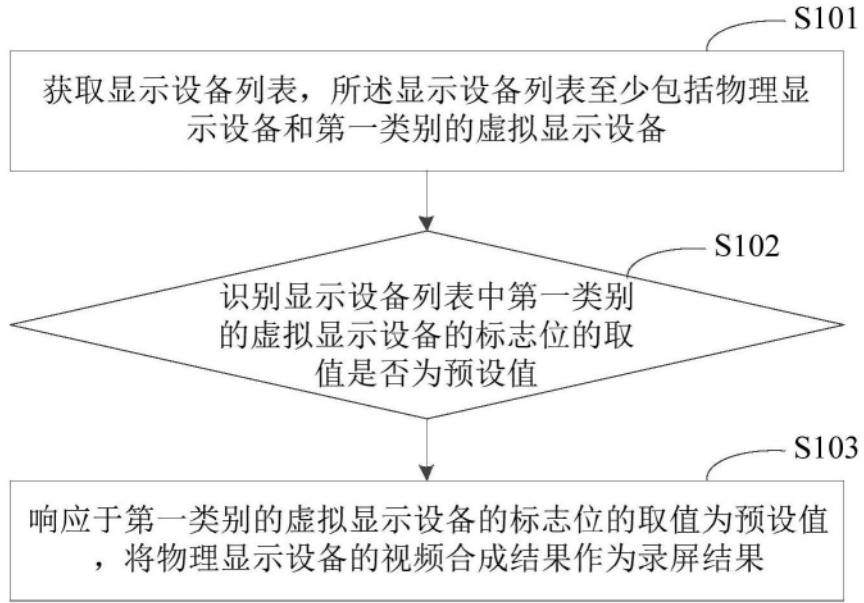 S101
获取显示设备列表，所述显示设备列表至少包括物理显
示设备和第一类别的虚拟显示设备
S102
识别显示设备列表中第一类别
的虚拟显示设备的标志位的取
值是否为预设值
S103
响应于第一类别的虚拟显示设备的标志位的取值为预设值
，将物理显示设备的视频合成结果作为录屏结果